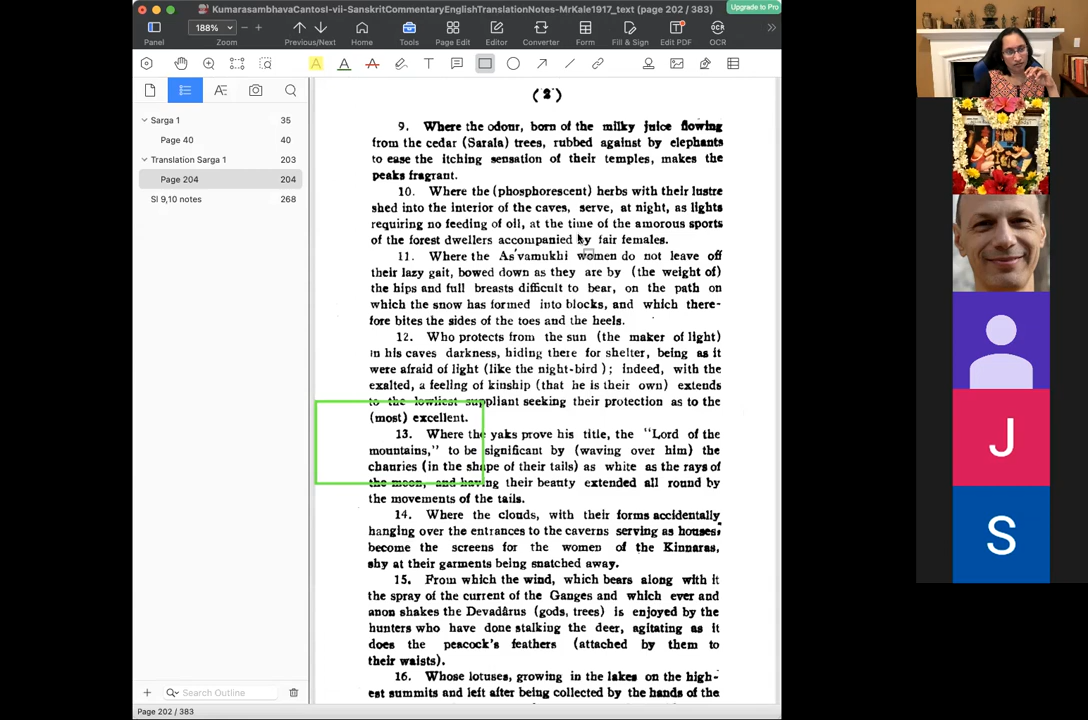 KumarasambhavaCantosI-vii-SanskritCommentaryEnglishTranslationNotes-MrKale1917_text (page 202 / 383)
Upgrade to Pro
188%
Panel
Zoom
Previous/Next
Home
Tools
Page Edit
Editor
Converter
Form
Fill & Sign
Edit PDF
OCR
Sarga 1 35
Page 40 40
Translation Sarga 1 203
Page 204 204
Sl 9,10 notes 268
Search Outline
Page 202 / 383
( 2 )
9. Where the odour, born of the milky juice flowing
from the cedar (Sarala) trees, rubbed against by elephants
to ease the itching sensation of their temples, makes the
peaks fragrant.
10. Where the (phosphorescent) herbs with their lustre
shed into the interior of the caves, serve, at night, as lights
requiring no feeding of oil, at the time of the amorous sports
of the forest dwellers accompanied by fair females.
11. Where the As'vamukhi women do not leave off
their lazy gait, bowed down as they are by (the weight of)
the hips and full breasts difficult to bear, on the path on
which the snow has formed into blocks, and which there-
fore bites the sides of the toes and the heels.
12. Who protects from the sun (the maker of light)
in his caves darkness, hiding there for shelter, being as it
were afraid of light (like the night-bird ); indeed, with the
exalted, a feeling of kinship (that he is their own) extends
to the lowliest suppliant seeking their protection as to the
(most) excellent.
13. Where the yaks prove his title, the "Lord of the
mountains," to be significant by (waving over him) the
chauries (in the shape of their tails) as white as the rays of
the moon, and having their beauty extended all round by
the movements of the tails.
14. Where the clouds, with their forms accidentally
hanging over the entrances to the caverns serving as houses,
become the screens for the women of the Kinnaras,
shy at their garments being snatched away.
15. From which the wind, which bears along with it
the spray of the current of the Ganges and which ever and
anon shakes the Devadârus (gods, trees) is enjoyed by the
hunters who have done stalking the deer, agitating as it
does the peacock's feathers (attached by them to
their waists).
16. Whose lotuses, growing in the lakes on the high-
est summits and left after being collected by the hands of the
J
S